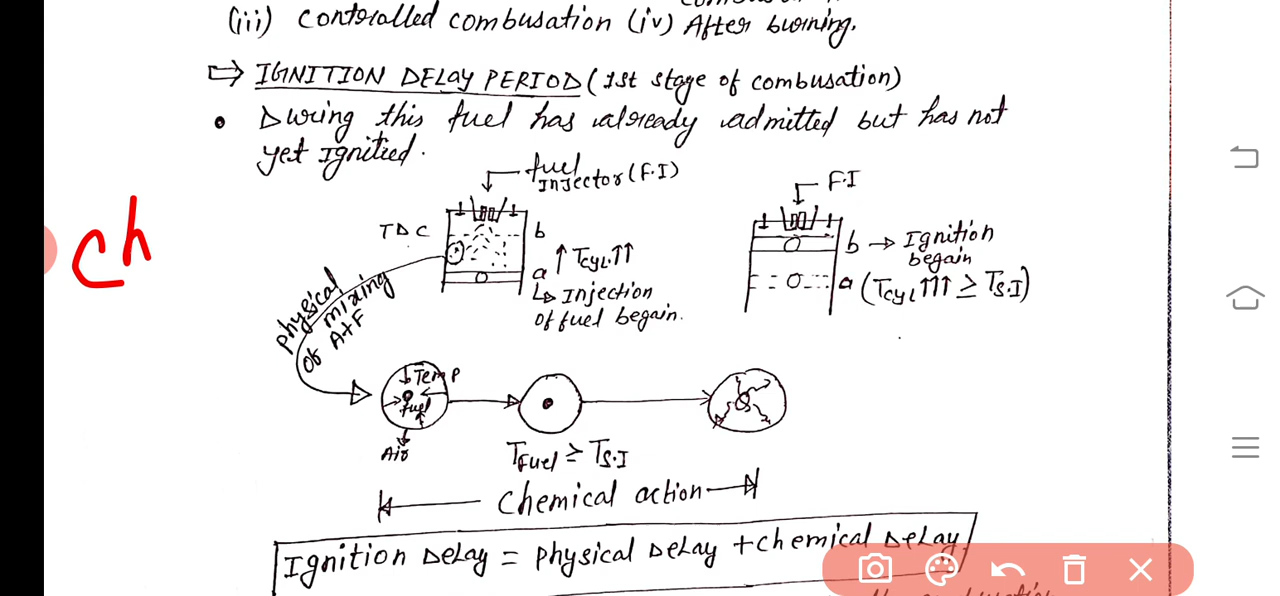 (iii) Controalled combusation (iv) After burning.
⇒ IGNITION DELAY PERIOD (1st stage of combusation)
• During this fuel has already admitted but has not
yet Ignitied.
fuel
Injector (F.I)
F.I
ch
TDC
b
b → Ignition
begain
↑ Tcyl.↑↑
a
↳ Injection
of fuel begain.
a (Tcyl ↑↑↑ ≥ Ts.I)
physical
mixing
of A+F
Temp
fuel
Air
Tfuel ≥ Ts.I
Chemical action
Ignition Delay = physical Delay + chemical Delay